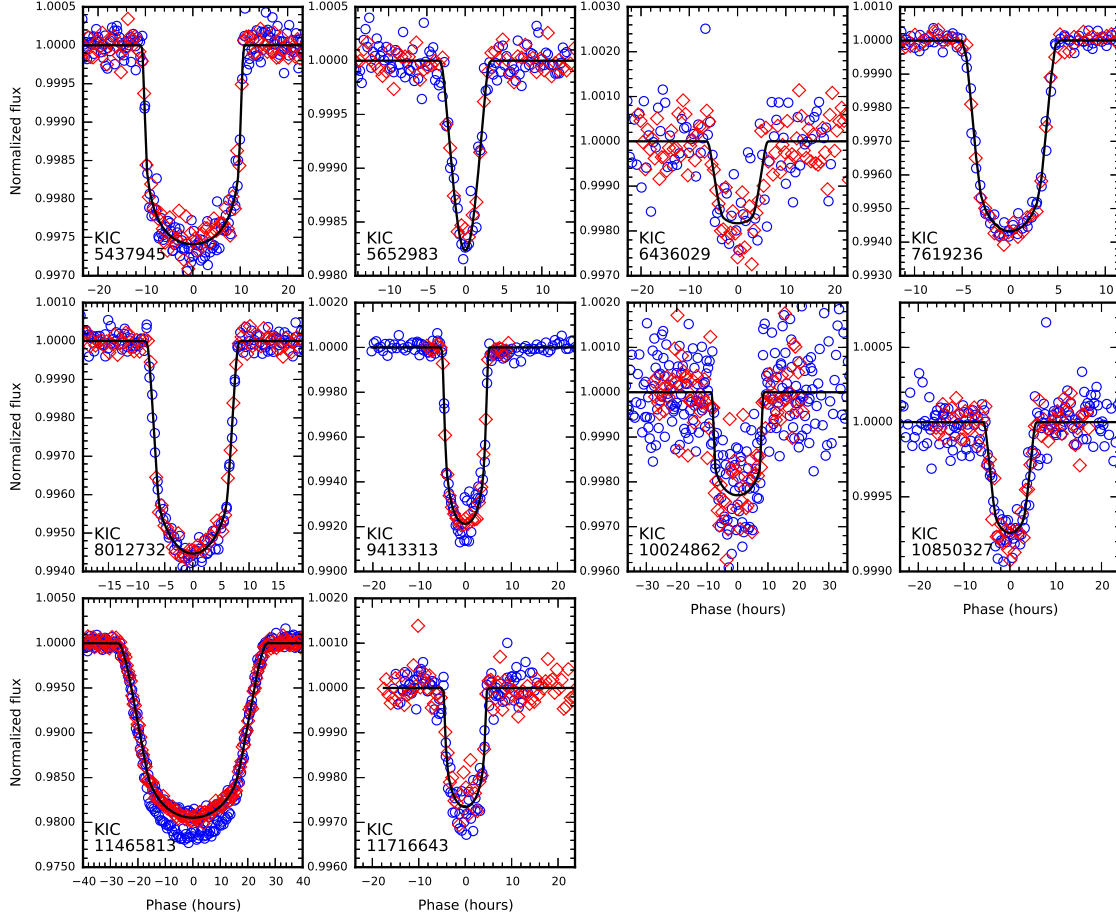 Normalized flux
1.0005
1.0000
0.9995
0.9990
0.9985
0.9980
0.9975
0.9970
KIC
5437945
−20 −10 0 10 20
1.0000
0.9995
0.9990
0.9985
0.9980
KIC
5652983
−10 −5 0 5 10
1.0030
1.0020
1.0010
1.0000
0.9990
0.9980
0.9970
KIC
6436029
−20 −10 0 10 20
1.0010
1.0000
0.9990
0.9980
0.9970
0.9960
0.9950
0.9940
0.9930
KIC
7619236
−10 −5 0 5 10
Normalized flux
1.0010
1.0000
0.9990
0.9980
0.9970
0.9960
0.9950
0.9940
KIC
8012732
−15 −10 −5 0 5 10 15
1.0020
1.0000
0.9980
0.9960
0.9940
0.9920
0.9900
KIC
9413313
−20 −10 0 10 20
1.0020
1.0010
1.0000
0.9990
0.9980
0.9970
0.9960
KIC
10024862
−30 −20 −10 0 10 20 30
Phase (hours)
1.0005
1.0000
0.9995
0.9990
KIC
10850327
−20 −10 0 10 20
Phase (hours)
Normalized flux
1.0050
1.0000
0.9950
0.9900
0.9850
0.9800
0.9750
KIC
11465813
−40 −30 −20 −10 0 10 20 30 40
Phase (hours)
1.0020
1.0010
1.0000
0.9990
0.9980
0.9970
0.9960
KIC
11716643
−20 −10 0 10 20
Phase (hours)